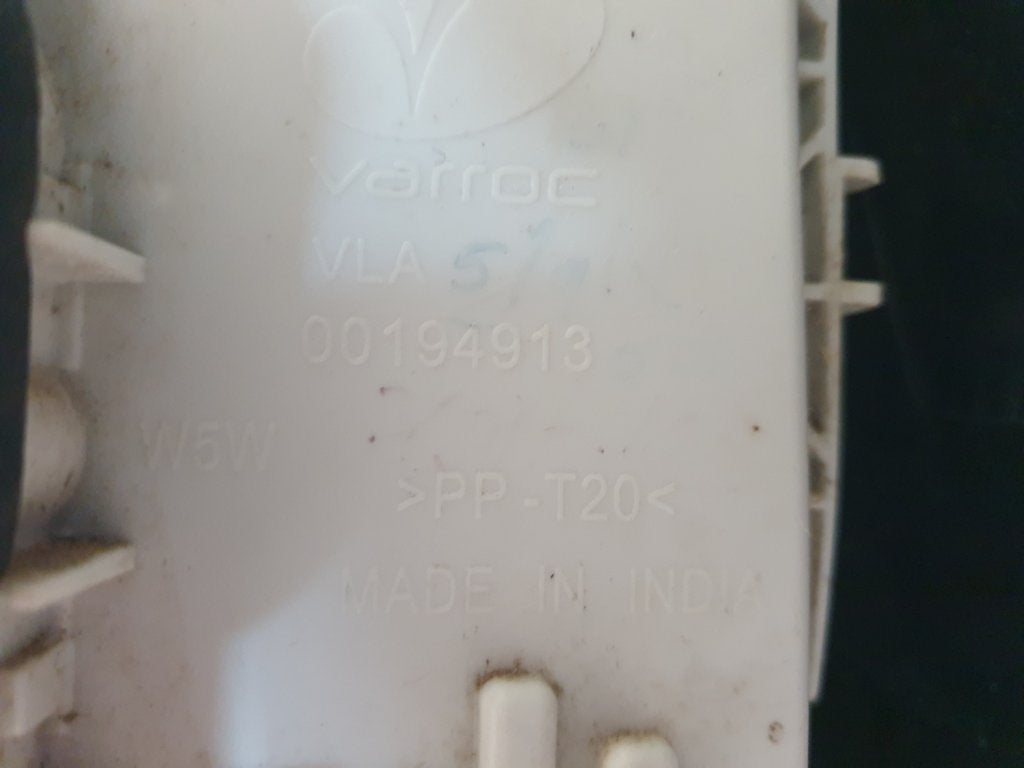 varroc
VLA
00194913
W5W
>PP-T20<
MADE IN INDIA